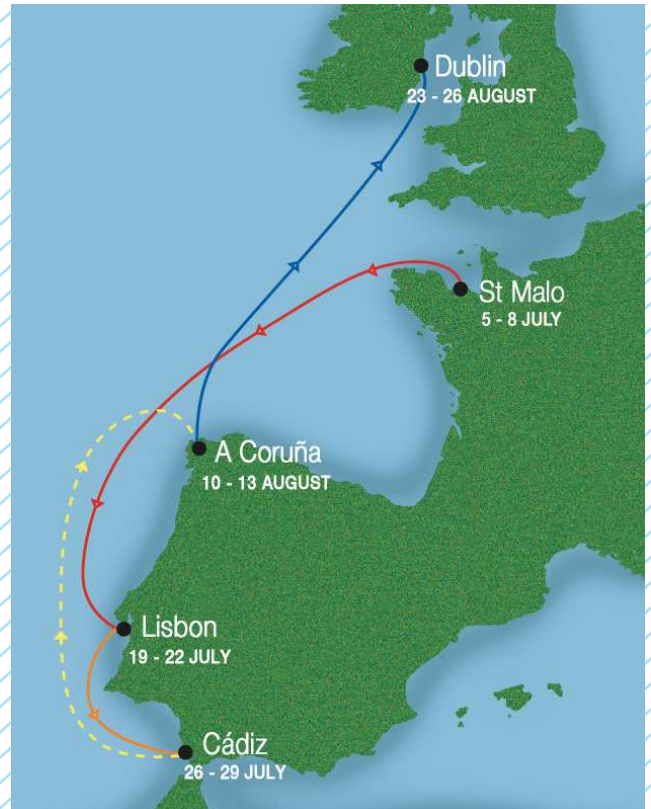 Dublin
23 - 26 AUGUST
St Malo
5 - 8 JULY
A Coruña
10 - 13 AUGUST
Lisbon
19 - 22 JULY
Cádiz
26 - 29 JULY